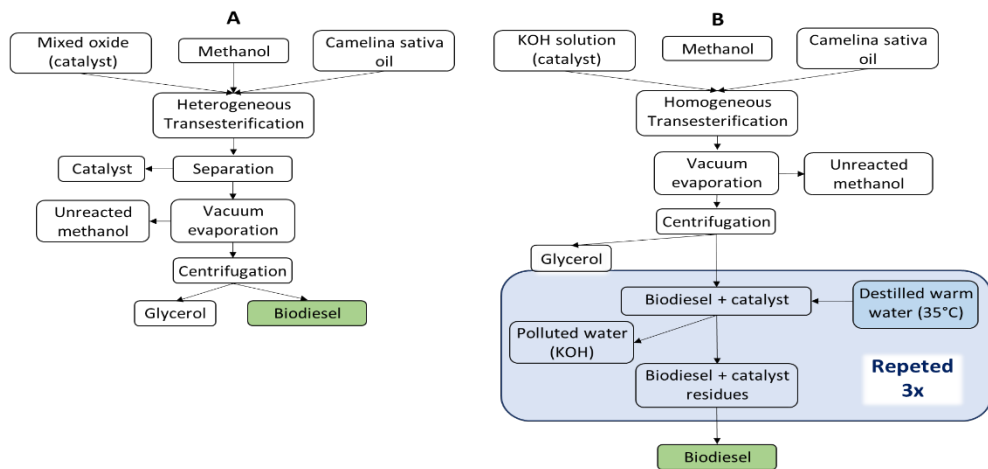 A
Mixed oxide
(catalyst)
Methanol
Camelina sativa
oil
Heterogeneous
Transesterification
Catalyst
Separation
Unreacted
methanol
Vacuum
evaporation
Centrifugation
Glycerol
Biodiesel
B
KOH solution
(catalyst)
Methanol
Camelina sativa
oil
Homogeneous
Transesterification
Vacuum
evaporation
Unreacted
methanol
Centrifugation
Glycerol
Biodiesel + catalyst
Destilled warm
water (35°C)
Polluted water
(KOH)
Biodiesel + catalyst
residues
Repeted
3x
Biodiesel